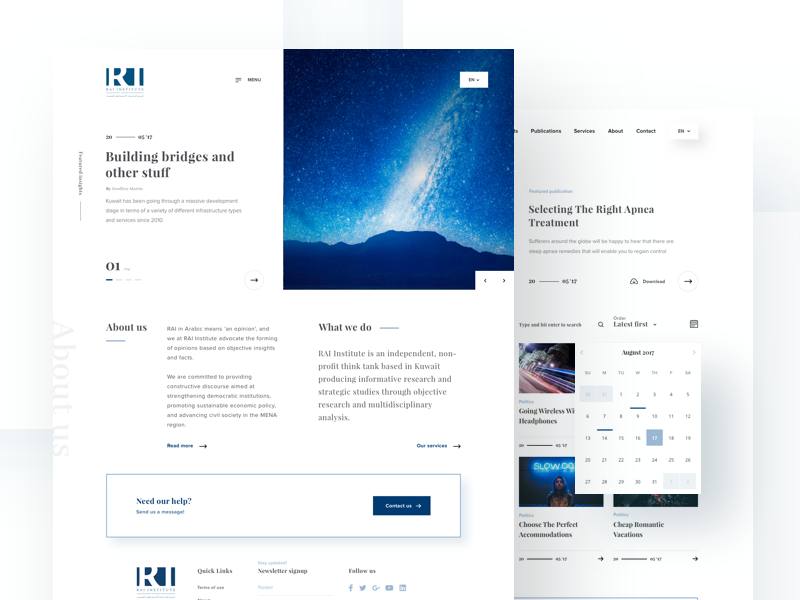 RI
RAI INSTITUTE
MENU
EN
20 05'17
Featured insights
Building bridges and
other stuff
By Geoffrey Martin
Kuwait has been going through a massive development
stage in terms of a variety of different infrastructure types
and services since 2010.
01
About us
About us
RAI in Arabic means 'an opinion', and
we at RAI Institute advocate the forming
of opinions based on objective insights
and facts.
We are committed to providing
constructive discourse aimed at
strengthening democratic institutions,
promoting sustainable economic policy,
and advancing civil society in the MENA
region.
Read more
What we do
RAI Institute is an independent, non-
profit think tank based in Kuwait
producing informative research and
strategic studies through objective
research and multidisciplinary
analysis.
Our services
Need our help?
Send us a message!
Contact us
RI
RAI INSTITUTE
Quick Links
Terms of use
Stay updated?
Newsletter signup
Follow us
Publications Services About Contact EN
Featured publication
Selecting The Right Apnea
Treatment
Sufferers around the globe will be happy to hear that there are
sleep apnea remedies that will enable you to regain control
20 05'17 Download
Type and hit enter to search
Order
Latest first
August 2017
SU M TU W TH F SA
1 2 3 4 5
6 7 8 9 10 11 12
13 14 15 16 17 18 19
20 21 22 23 24 25 26
27 28 29 30 31 1 2
Politics
Going Wireless Wi
Headphones
20 05'17
SLOW DO
Politics
Choose The Perfect
Accommodations
20 05'17
Politics
Cheap Romantic
Vacations
20 05'17